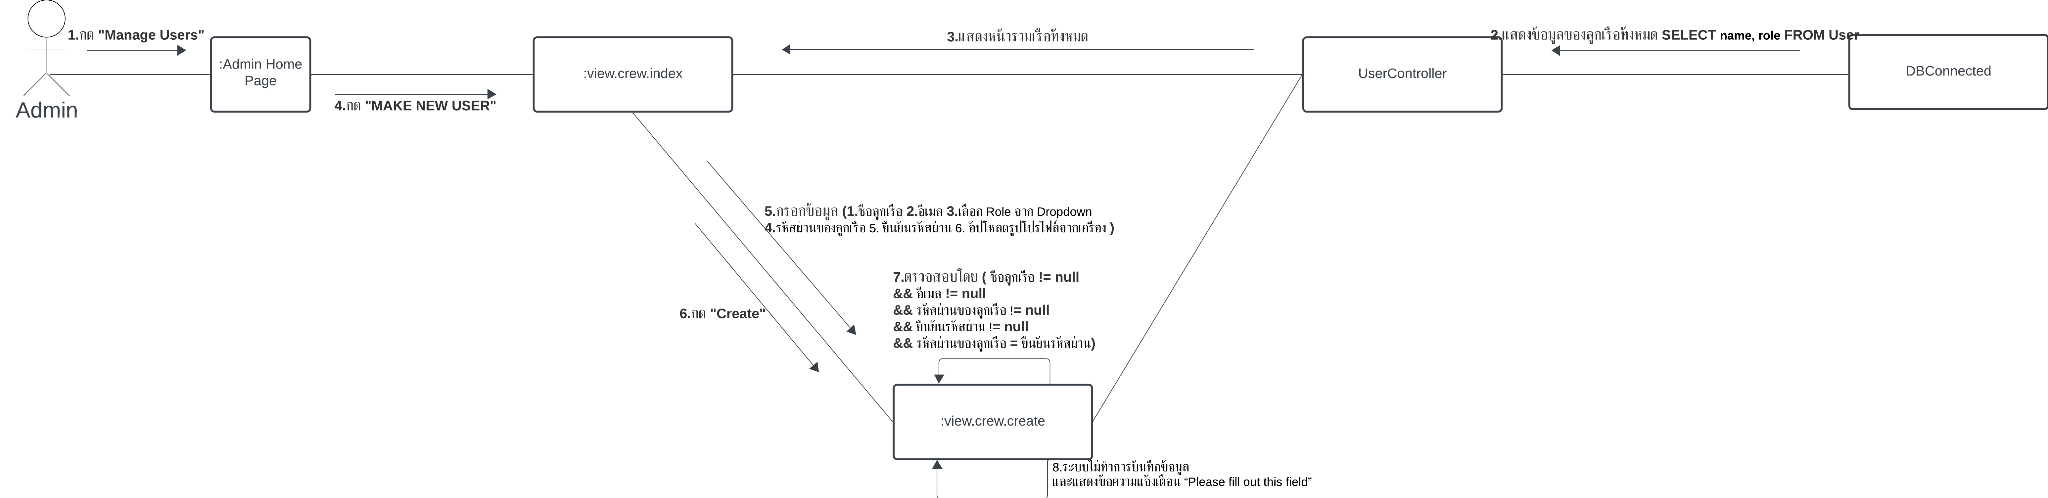 1.กด "Manage Users"
Admin
:Admin Home
Page
4.กด "MAKE NEW USER"
:view.crew.index
3.แสดงหน้ารวมเรือทั้งหมด
UserController
2.แสดงข้อมูลของลูกเรือทั้งหมด SELECT name, role FROM User
DBConnected
5.กรอกข้อมูล (1.ชื่อลูกเรือ 2.อีเมล 3.เลือก Role จาก Dropdown
4.รหัสผ่านของลูกเรือ 5. ยืนยันรหัสผ่าน 6. อัปโหลดรูปโปรไฟล์จากเครื่อง )
6.กด "Create"
7.ตรวจสอบโดย ( ชื่อลูกเรือ != null
&& อีเมล != null
&& รหัสผ่านของลูกเรือ != null
&& ยืนยันรหัสผ่าน != null
&& รหัสผ่านของลูกเรือ = ยืนยันรหัสผ่าน)
:view.crew.create
8.ระบบไม่ทำการบันทึกข้อมูล
และแสดงข้อความแจ้งเตือน “Please fill out this field”